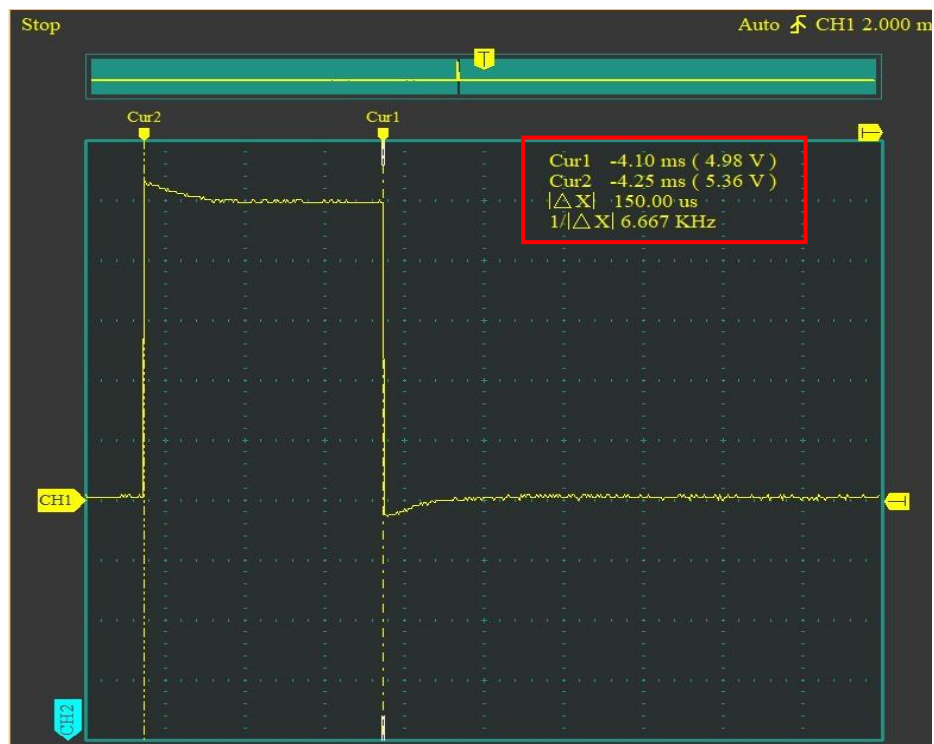 Stop
Auto CH1 2.000 m
T
Cur2 Cur1
Cur1 -4.10 ms ( 4.98 V )
Cur2 -4.25 ms ( 5.36 V )
|△ X| 150.00 us
1/|△ X| 6.667 KHz
CH1
CH2